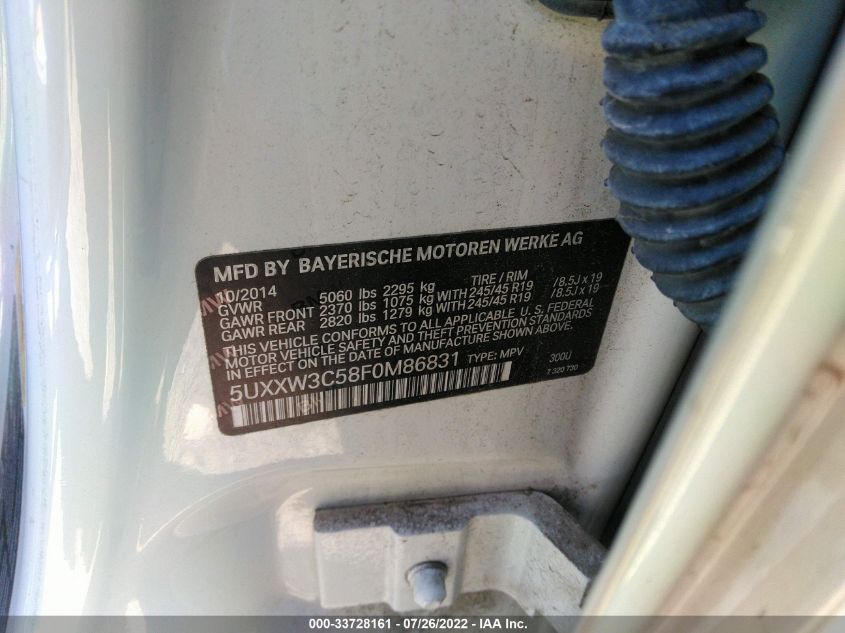 MFD BY BAYERISCHE MOTOREN WERKE AG
10/2014 TIRE / RIM
GVWR 5060 lbs 2295 kg
GAWR FRONT 2370 lbs 1075 kg WITH 245/45 R19 /8.5J x 19
GAWR REAR 2820 lbs 1279 kg WITH 245/45 R19 /8.5J x 19
THIS VEHICLE CONFORMS TO ALL APPLICABLE U.S. FEDERAL
MOTOR VEHICLE SAFETY AND THEFT PREVENTION STANDARDS
IN EFFECT ON THE DATE OF MANUFACTURE SHOWN ABOVE.
5UXXW3C58F0M86831 TYPE: MPV 300U
7 320 730
000-33728161 - 07/26/2022 - IAA Inc.